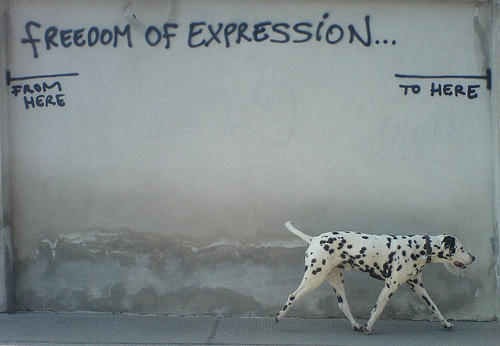 fREEDOM OF EXPRESSiON...
FROM
HERE
TO HERE